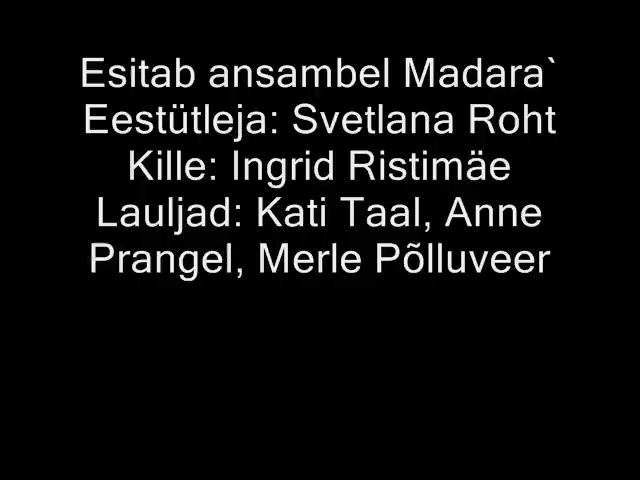 Esitab ansambel Madara`
Eestütleja: Svetlana Roht
Kille: Ingrid Ristimäe
Lauljad: Kati Taal, Anne
Prangel, Merle Põlluveer